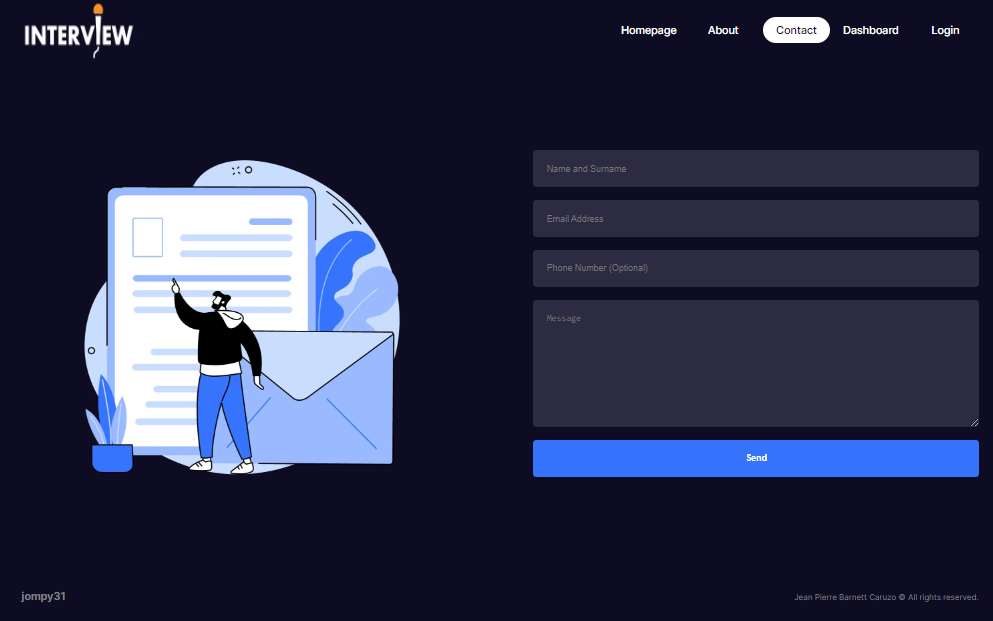 INTERVIEW
Homepage About Contact Dashboard Login
Name and Surname
Email Address
Phone Number (Optional)
Message
Send
jompy31
Jean Pierre Barnett Caruzo © All rights reserved.